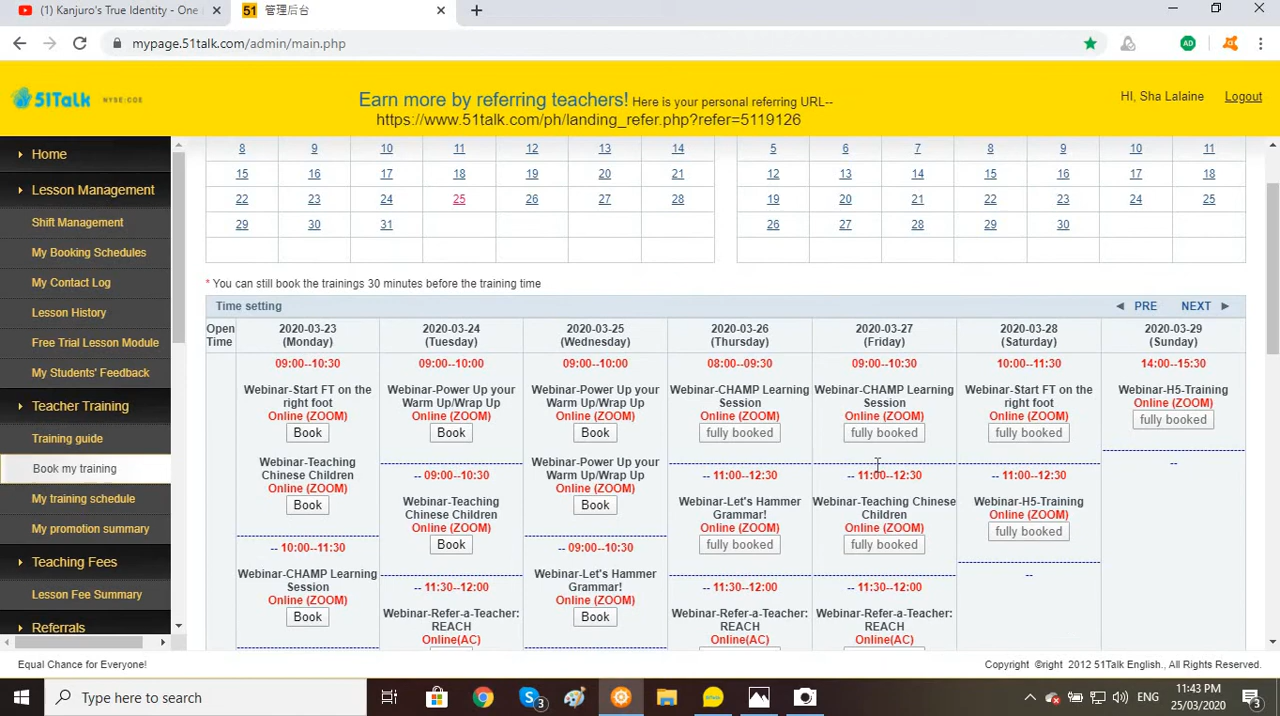 (1) Kanjuro's True Identity - One
51 管理后台
mypage.51talk.com/admin/main.php
AD
51Talk NYSE:COE
Earn more by referring teachers! Here is your personal referring URL--
https://www.51talk.com/ph/landing_refer.php?refer=5119126
HI, Sha Lalaine Logout
Home
Lesson Management
Shift Management
My Booking Schedules
My Contact Log
Lesson History
Free Trial Lesson Module
My Students' Feedback
Teacher Training
Training guide
Book my training
My training schedule
My promotion summary
Teaching Fees
Lesson Fee Summary
Referrals
8 9 10 11 12 13 14 5 6 7 8 9 10 11
15 16 17 18 19 20 21 12 13 14 15 16 17 18
22 23 24 25 26 27 28 19 20 21 22 23 24 25
29 30 31 26 27 28 29 30
* You can still book the trainings 30 minutes before the training time
Time setting PRE NEXT
Open Time
2020-03-23
(Monday)
09:00--10:30
Webinar-Start FT on the
right foot
Online (ZOOM)
Book
Webinar-Teaching
Chinese Children
Online (ZOOM)
Book
-- 10:00--11:30
Webinar-CHAMP Learning
Session
Online (ZOOM)
Book
2020-03-24
(Tuesday)
09:00--10:00
Webinar-Power Up your
Warm Up/Wrap Up
Online (ZOOM)
Book
-- 09:00--10:30
Webinar-Teaching
Chinese Children
Online (ZOOM)
Book
-- 11:30--12:00
Webinar-Refer-a-Teacher:
REACH
Online(AC)
2020-03-25
(Wednesday)
09:00--10:00
Webinar-Power Up your
Warm Up/Wrap Up
Online (ZOOM)
Book
Webinar-Power Up your
Warm Up/Wrap Up
Online (ZOOM)
Book
-- 09:00--10:30
Webinar-Let's Hammer
Grammar!
Online (ZOOM)
Book
2020-03-26
(Thursday)
08:00--09:30
Webinar-CHAMP Learning
Session
Online (ZOOM)
fully booked
-- 11:00--12:30
Webinar-Let's Hammer
Grammar!
Online (ZOOM)
fully booked
-- 11:30--12:00
Webinar-Refer-a-Teacher:
REACH
Online(AC)
2020-03-27
(Friday)
09:00--10:30
Webinar-CHAMP Learning
Session
Online (ZOOM)
fully booked
-- 11:00--12:30
Webinar-Teaching Chinese
Children
Online (ZOOM)
fully booked
-- 11:30--12:00
Webinar-Refer-a-Teacher:
REACH
Online(AC)
2020-03-28
(Saturday)
10:00--11:30
Webinar-Start FT on the
right foot
Online (ZOOM)
fully booked
-- 11:00--12:30
Webinar-H5-Training
Online (ZOOM)
fully booked
--
2020-03-29
(Sunday)
14:00--15:30
Webinar-H5-Training
Online (ZOOM)
fully booked
--
Equal Chance for Everyone!
Copyright ©right 2012 51Talk English., All Rights Reserved.
Type here to search
3
ENG
11:43 PM
25/03/2020
3